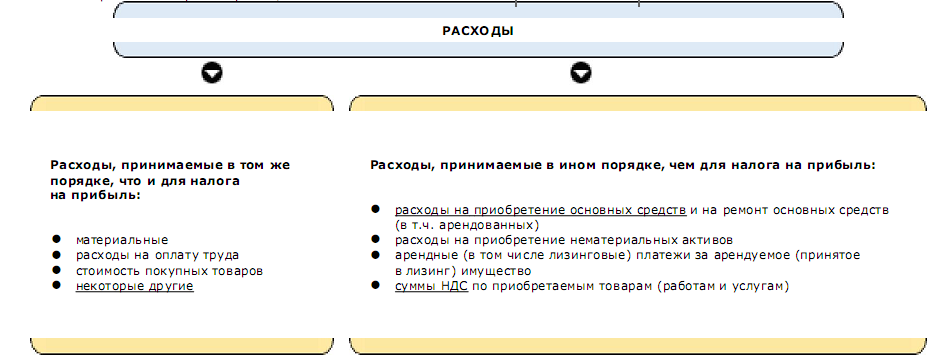 РАСХОДЫ
Расходы, принимаемые в том же
порядке, что и для налога
на прибыль:
● материальные
● расходы на оплату труда
● стоимость покупных товаров
● некоторые другие
Расходы, принимаемые в ином порядке, чем для налога на прибыль:
● расходы на приобретение основных средств и на ремонт основных средств
(в т.ч. арендованных)
● расходы на приобретение нематериальных активов
● арендные (в том числе лизинговые) платежи за арендуемое (принятое
в лизинг) имущество
● суммы НДС по приобретаемым товарам (работам и услугам)